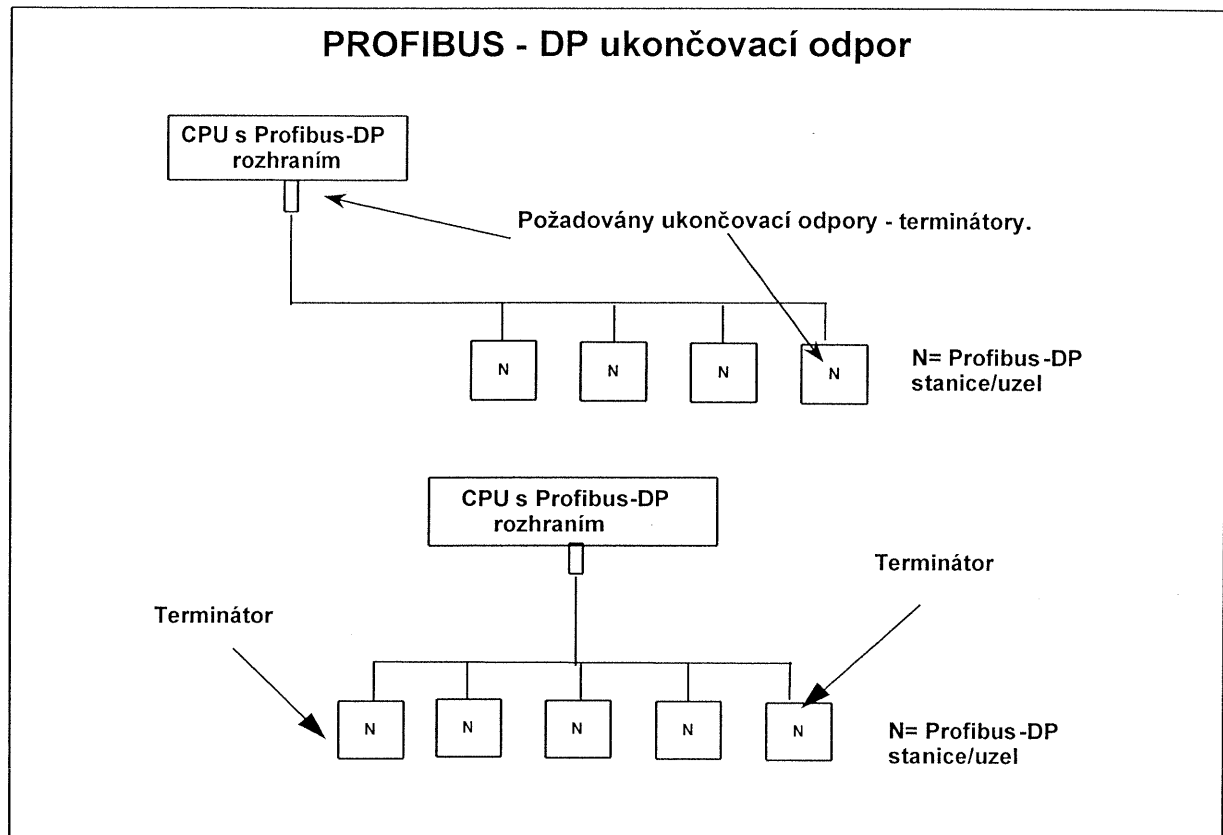 PROFIBUS - DP ukončovací odpor
CPU s Profibus-DP
rozhraním
Požadovány ukončovací odpory - terminátory.
N
N
N
N
N= Profibus-DP
stanice/uzel
CPU s Profibus-DP
rozhraním
Terminátor
Terminátor
N
N
N
N
N
N= Profibus-DP
stanice/uzel